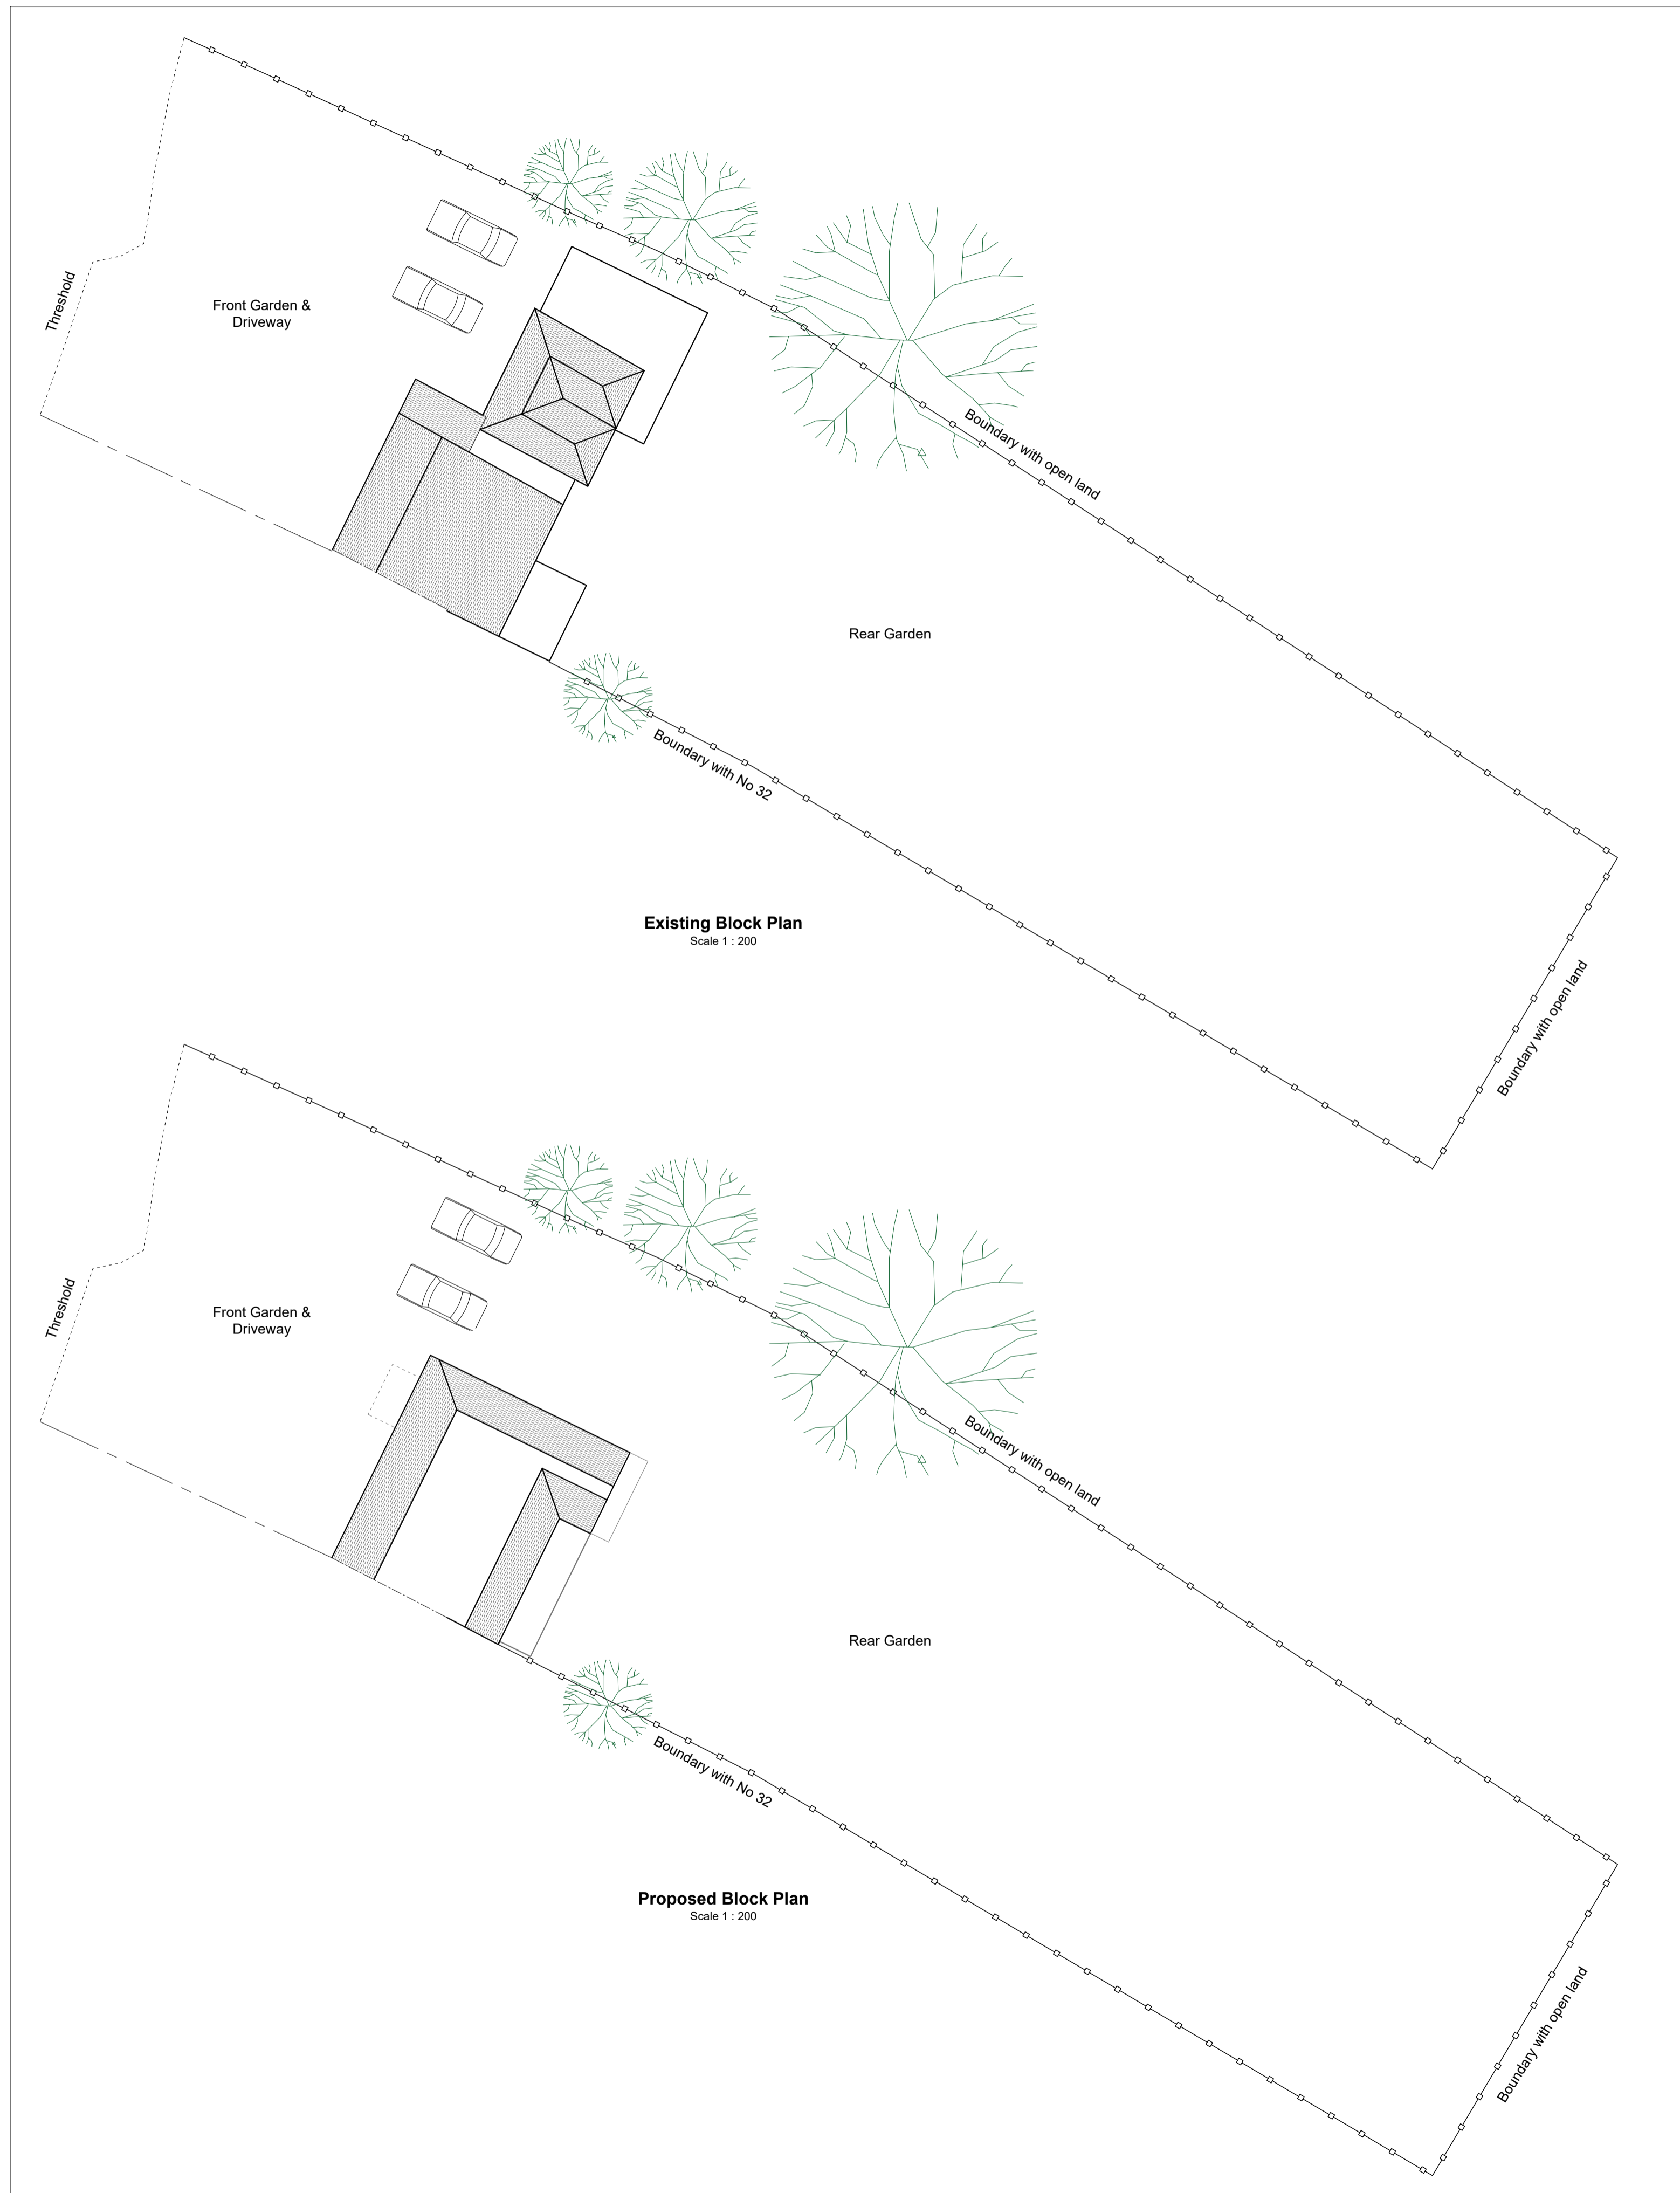 Threshold
Front Garden &
Driveway
Boundary with open land
Rear Garden
Boundary with No 32
Existing Block Plan
Scale 1 : 200
Boundary with open land
Threshold
Front Garden &
Driveway
Boundary with open land
Rear Garden
Boundary with No 32
Proposed Block Plan
Scale 1 : 200
Boundary with open land